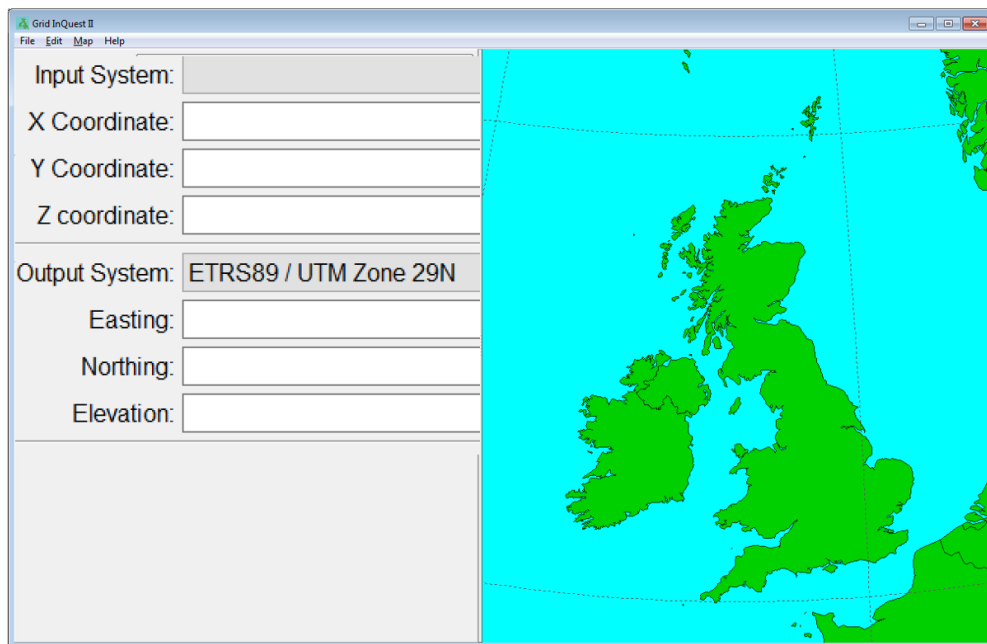 Grid InQuest II
File Edit Map Help
Input System:
X Coordinate:
Y Coordinate:
Z coordinate:
Output System: ETRS89 / UTM Zone 29N
Easting:
Northing:
Elevation: